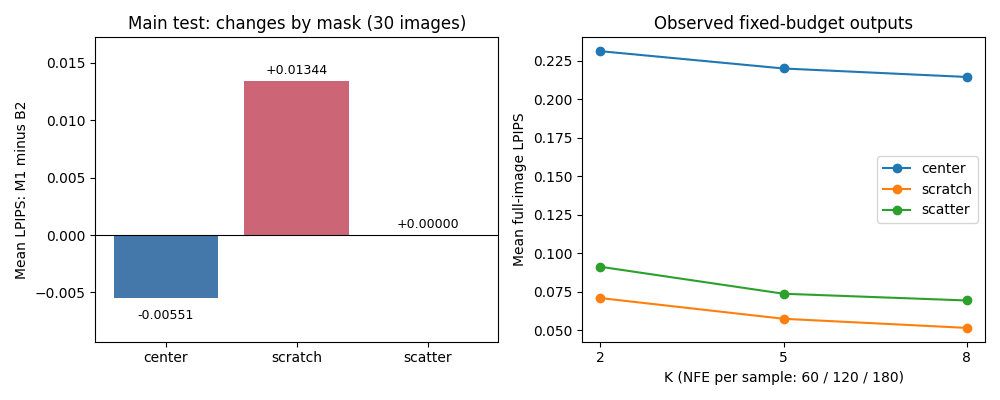 Main test: changes by mask (30 images)
Mean LPIPS: M1 minus B2
0.015
0.010
0.005
0.000
−0.005
+0.01344
+0.00000
-0.00551
center
scratch
scatter
Observed fixed-budget outputs
Mean full-image LPIPS
0.225
0.200
0.175
0.150
0.125
0.100
0.075
0.050
center
scratch
scatter
2
5
8
K (NFE per sample: 60 / 120 / 180)